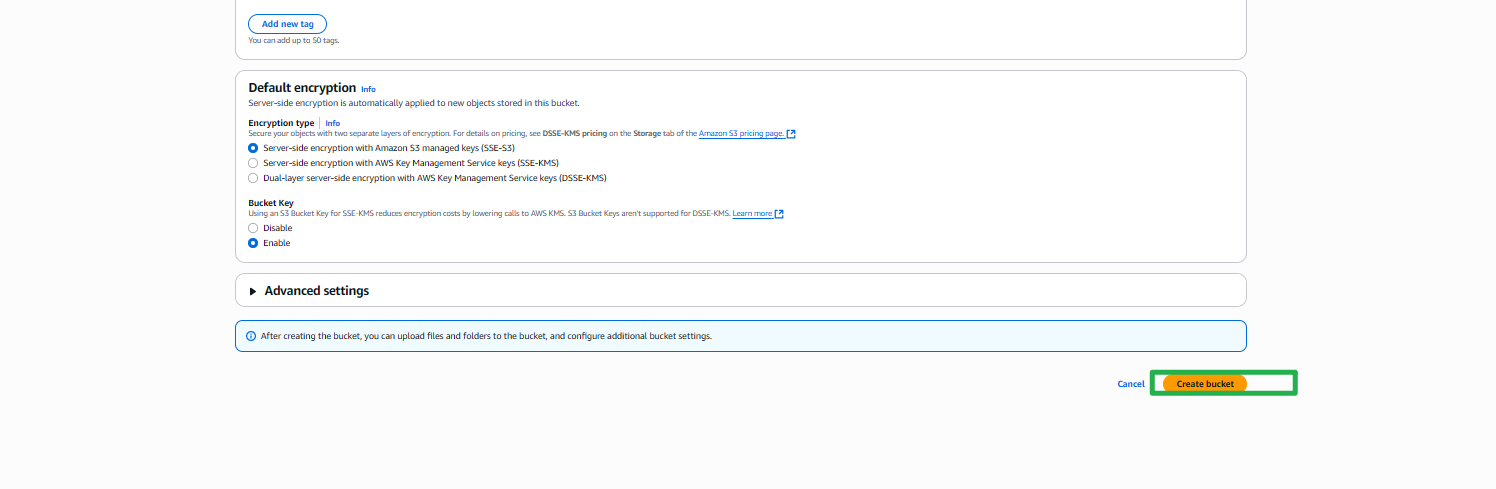 Add new tag
You can add up to 50 tags.
Default encryption Info
Server-side encryption is automatically applied to new objects stored in this bucket.
Encryption type Info
Secure your objects with two separate layers of encryption. For details on pricing, see DSSE-KMS pricing on the Storage tab of the Amazon S3 pricing page.
Server-side encryption with Amazon S3 managed keys (SSE-S3)
Server-side encryption with AWS Key Management Service keys (SSE-KMS)
Dual-layer server-side encryption with AWS Key Management Service keys (DSSE-KMS)
Bucket Key
Using an S3 Bucket Key for SSE-KMS reduces encryption costs by lowering calls to AWS KMS. S3 Bucket Keys aren't supported for DSSE-KMS. Learn more
Disable
Enable
Advanced settings
After creating the bucket, you can upload files and folders to the bucket, and configure additional bucket settings.
Cancel Create bucket